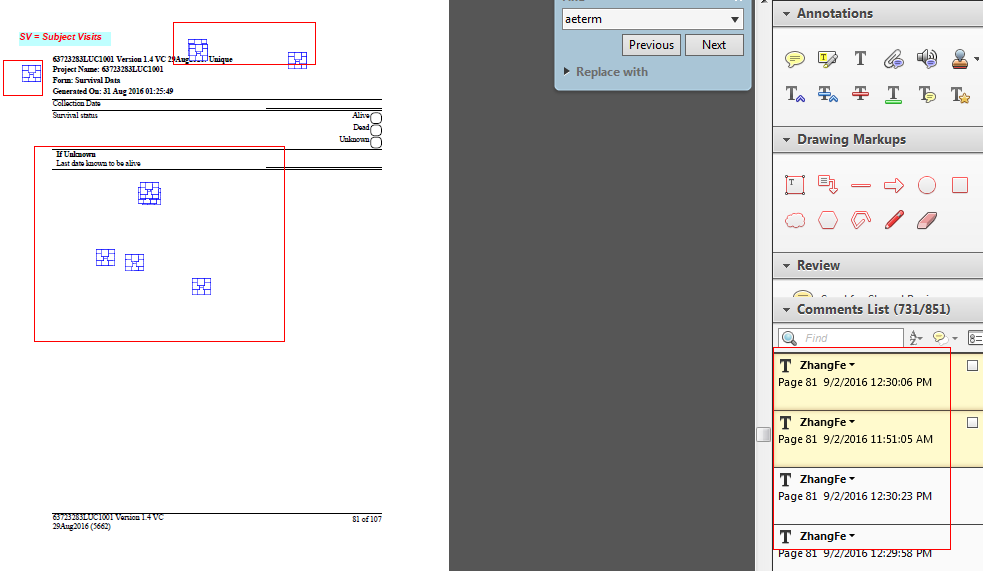 SV = Subject Visits
63723283LUC1001 Version 1.4 VC 29Aug Unique
Project Name: 63723283LUC1001
Form: Survival Data
Generated On: 31 Aug 2016 01:25:49
Collection Date
Survival status
Alive
Dead
Unknown
If Unknown
Last date known to be alive
63723283LUC1001 Version 1.4 VC
29Aug2016 (5662)
81 of 107
aeterm
Previous
Next
Replace with
Annotations
Drawing Markups
Review
Comments List (731/851)
Find
T ZhangFe
Page 81 9/2/2016 12:30:06 PM
T ZhangFe
Page 81 9/2/2016 11:51:05 AM
T ZhangFe
Page 81 9/2/2016 12:30:23 PM
T ZhangFe
Page 81 9/2/2016 12:29:58 PM